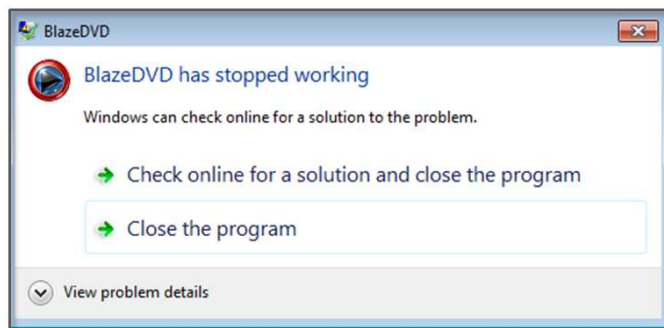 BlazeDVD
BlazeDVD has stopped working
Windows can check online for a solution to the problem.
Check online for a solution and close the program
Close the program
View problem details